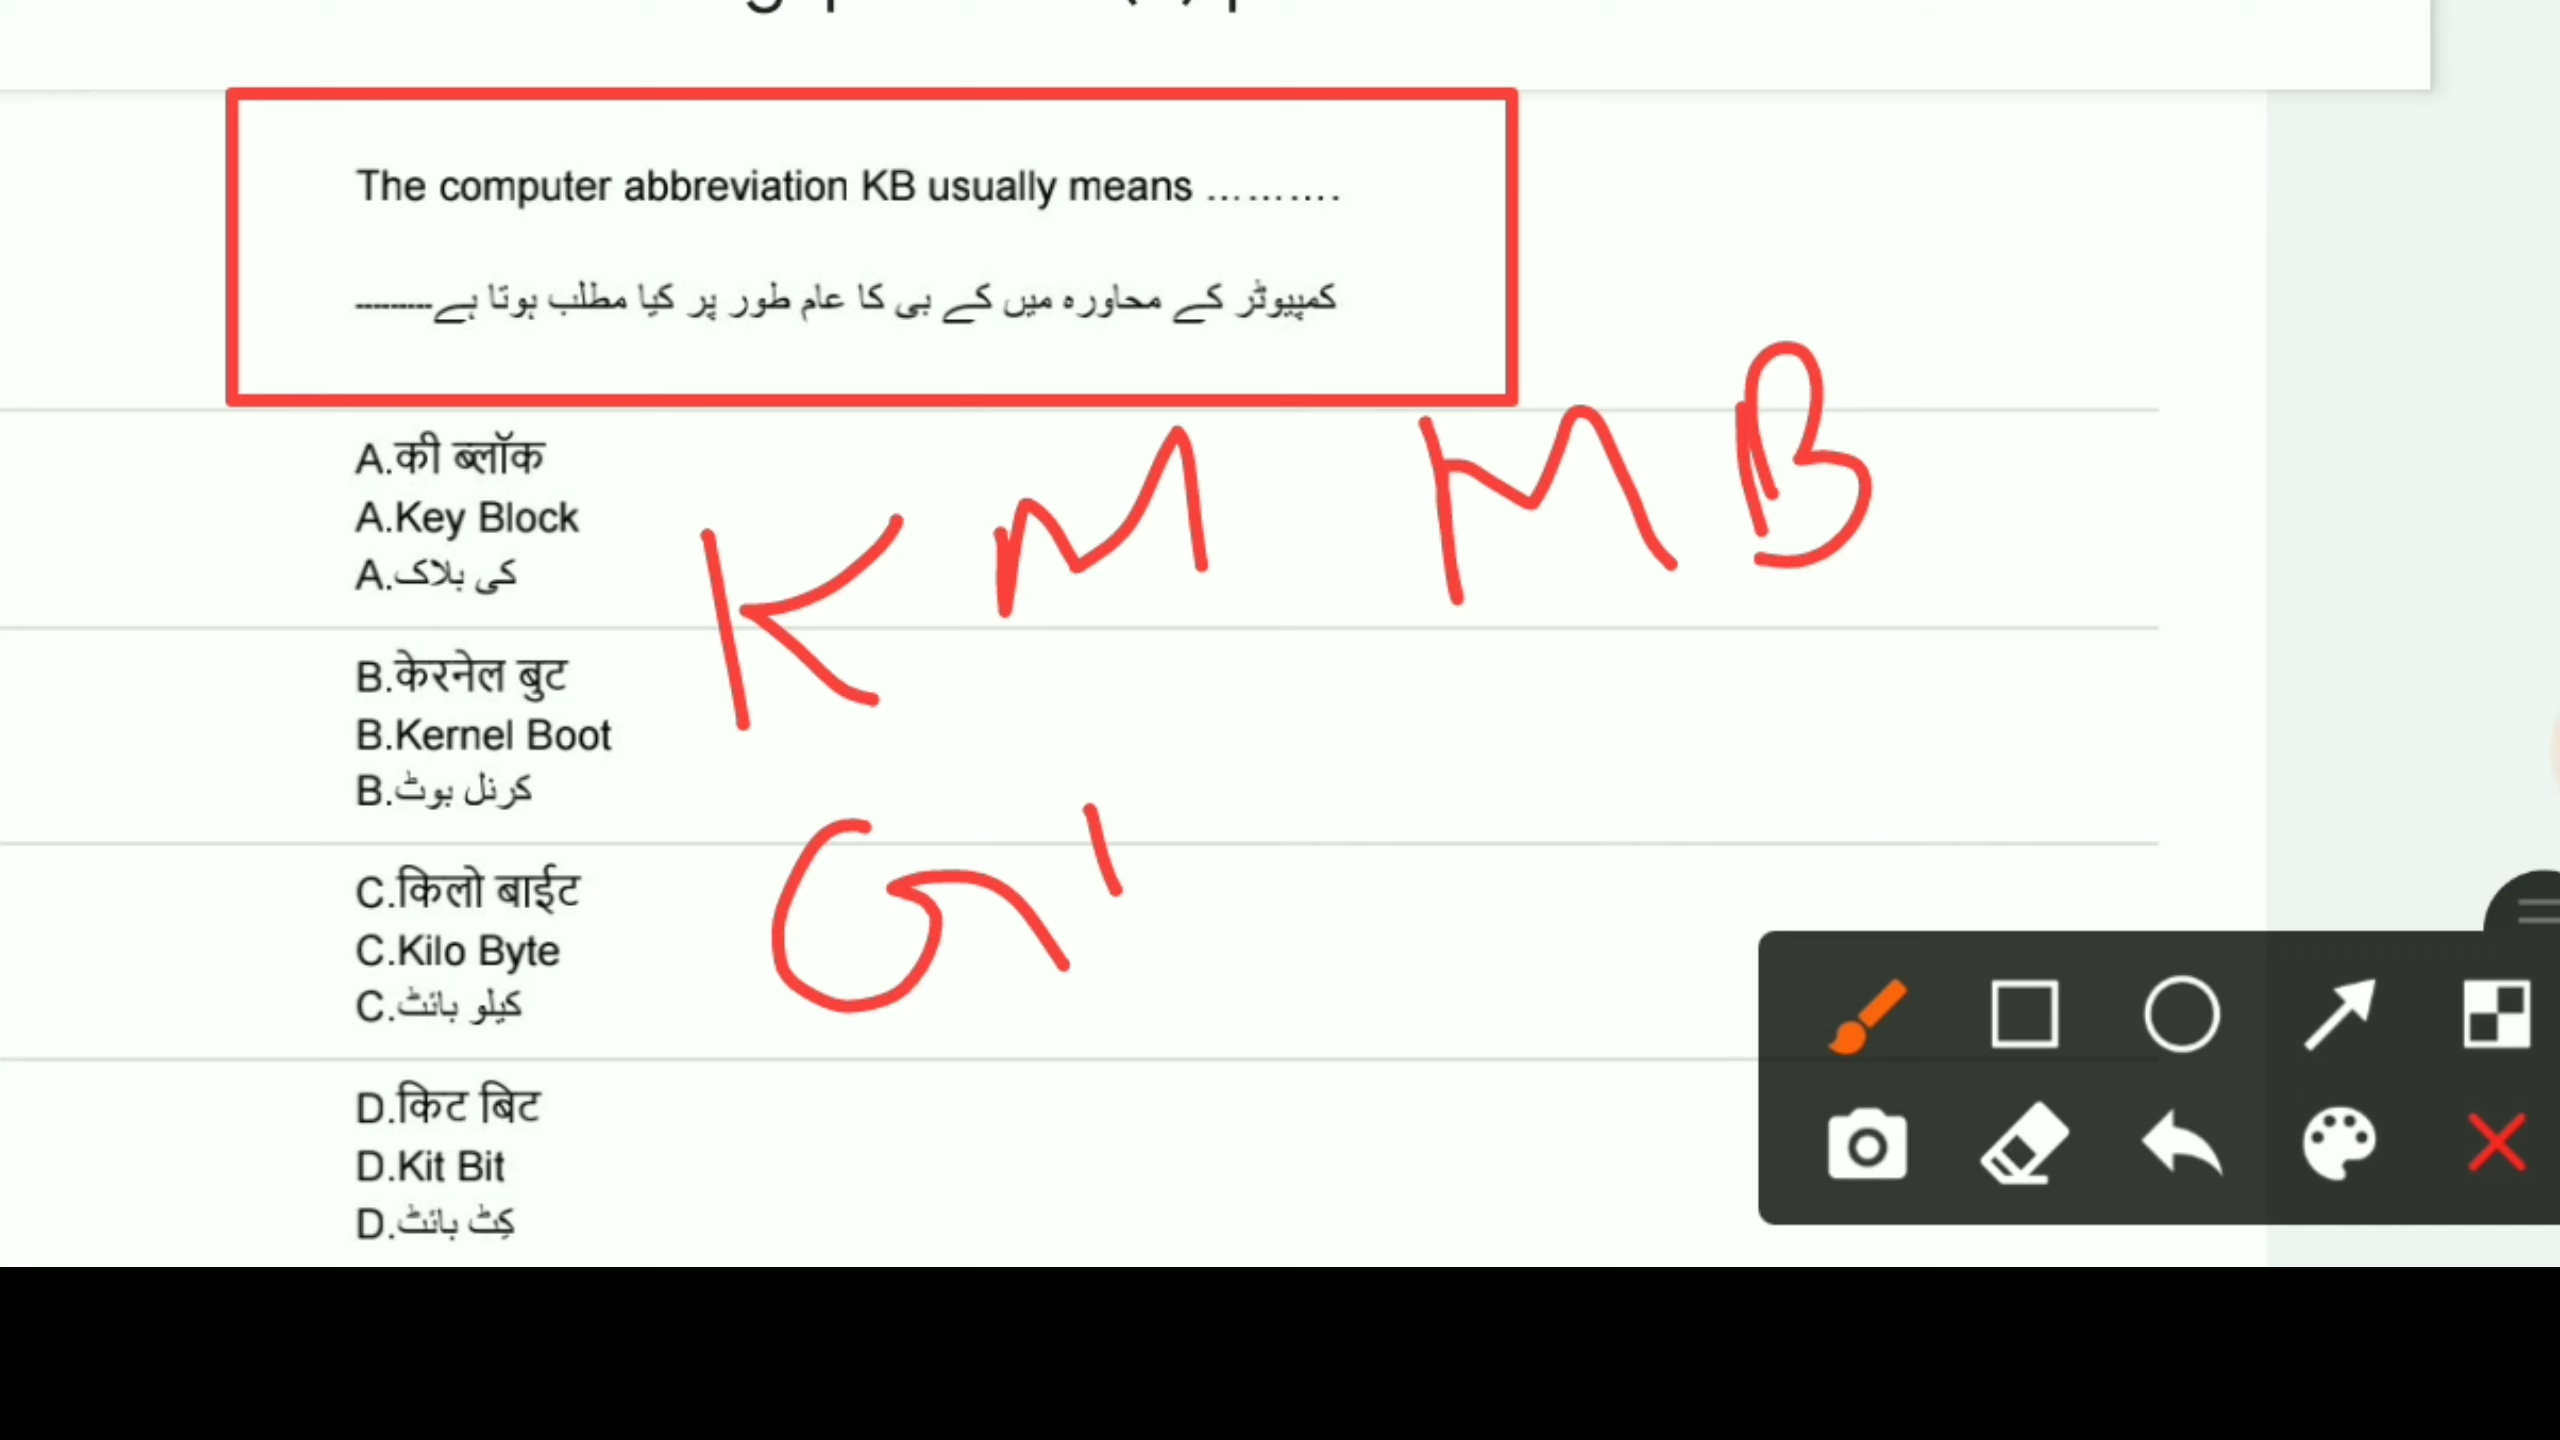 The computer abbreviation KB usually means ..........
کمپیوٹر کے محاورہ میں کے بی کا عام طور پر کیا مطلب ہوتا ہے---------
A.की ब्लॉक
A.Key Block
A.کی بلاک
KM MB
B.केरनेल बुट
B.Kernel Boot
B.کرنل بوٹ
G
C.किलो बाईट
C.Kilo Byte
C.کیلو بائٹ
D.किट बिट
D.Kit Bit
D.کِٹ بائٹ